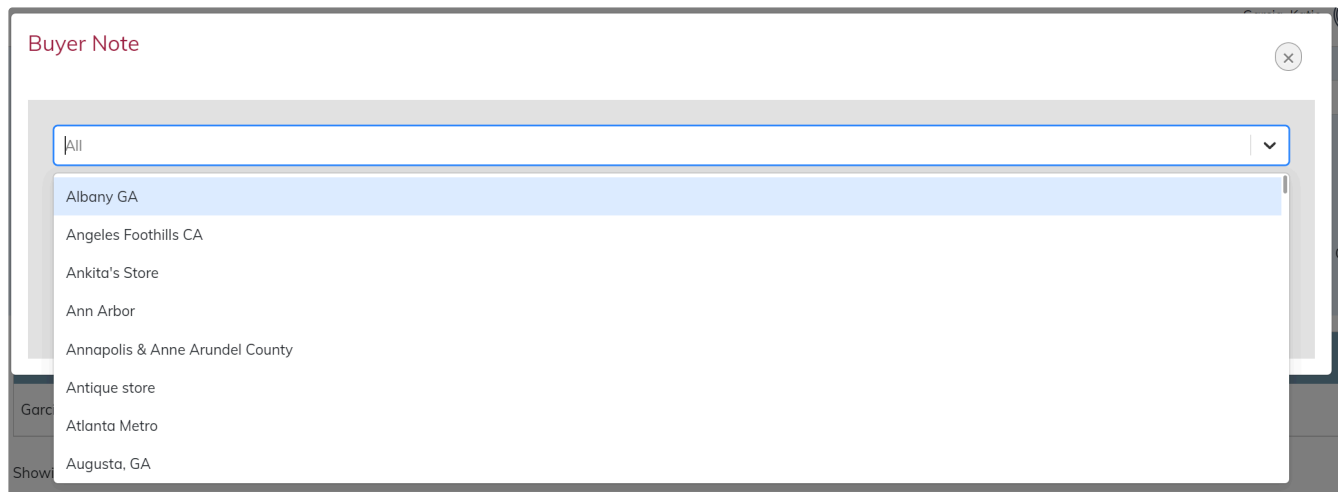 Buyer Note
All
Albany GA
Angeles Foothills CA
Ankita's Store
Ann Arbor
Annapolis & Anne Arundel County
Antique store
Atlanta Metro
Augusta, GA